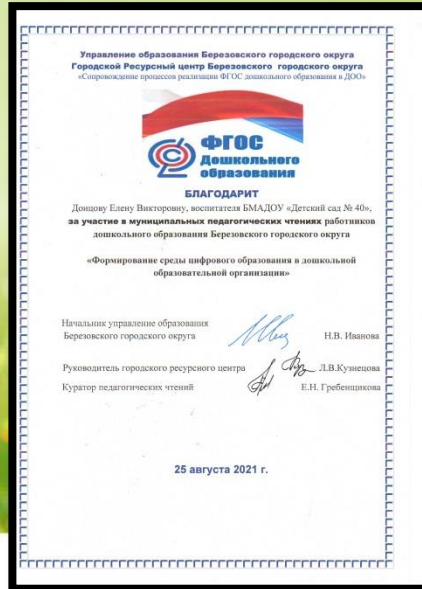 Управление образования Березовского городского округа
Городской Ресурсный центр Березовского городского округа
«Сопровождение процессов реализации ФГОС дошкольного образования в ДОО»
ФГОС
Дошкольного
образования
БЛАГОДАРИТ
Донцову Елену Викторовну, воспитателя БМАДОУ «Детский сад № 40»,
за участие в муниципальных педагогических чтениях работников
дошкольного образования Березовского городского округа
«Формирование среды цифрового образования в дошкольной
образовательной организации»
Начальник управление образования
Березовского городского округа Н.В. Иванова
Руководитель городского ресурсного центра Л.В.Кузнецова
Куратор педагогических чтений Е.Н. Гребенщикова
25 августа 2021 г.